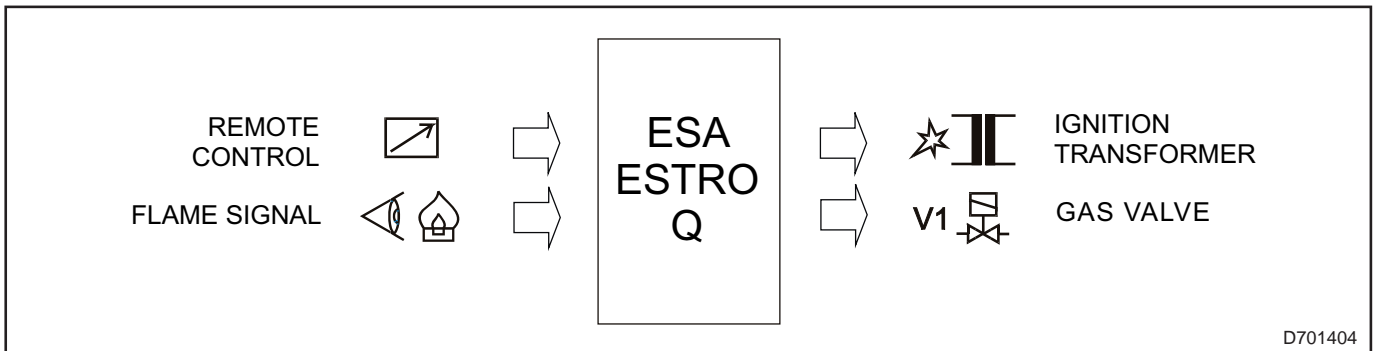 REMOTE
CONTROL
FLAME SIGNAL
ESA
ESTRO
Q
IGNITION
TRANSFORMER
V1
GAS VALVE
D701404